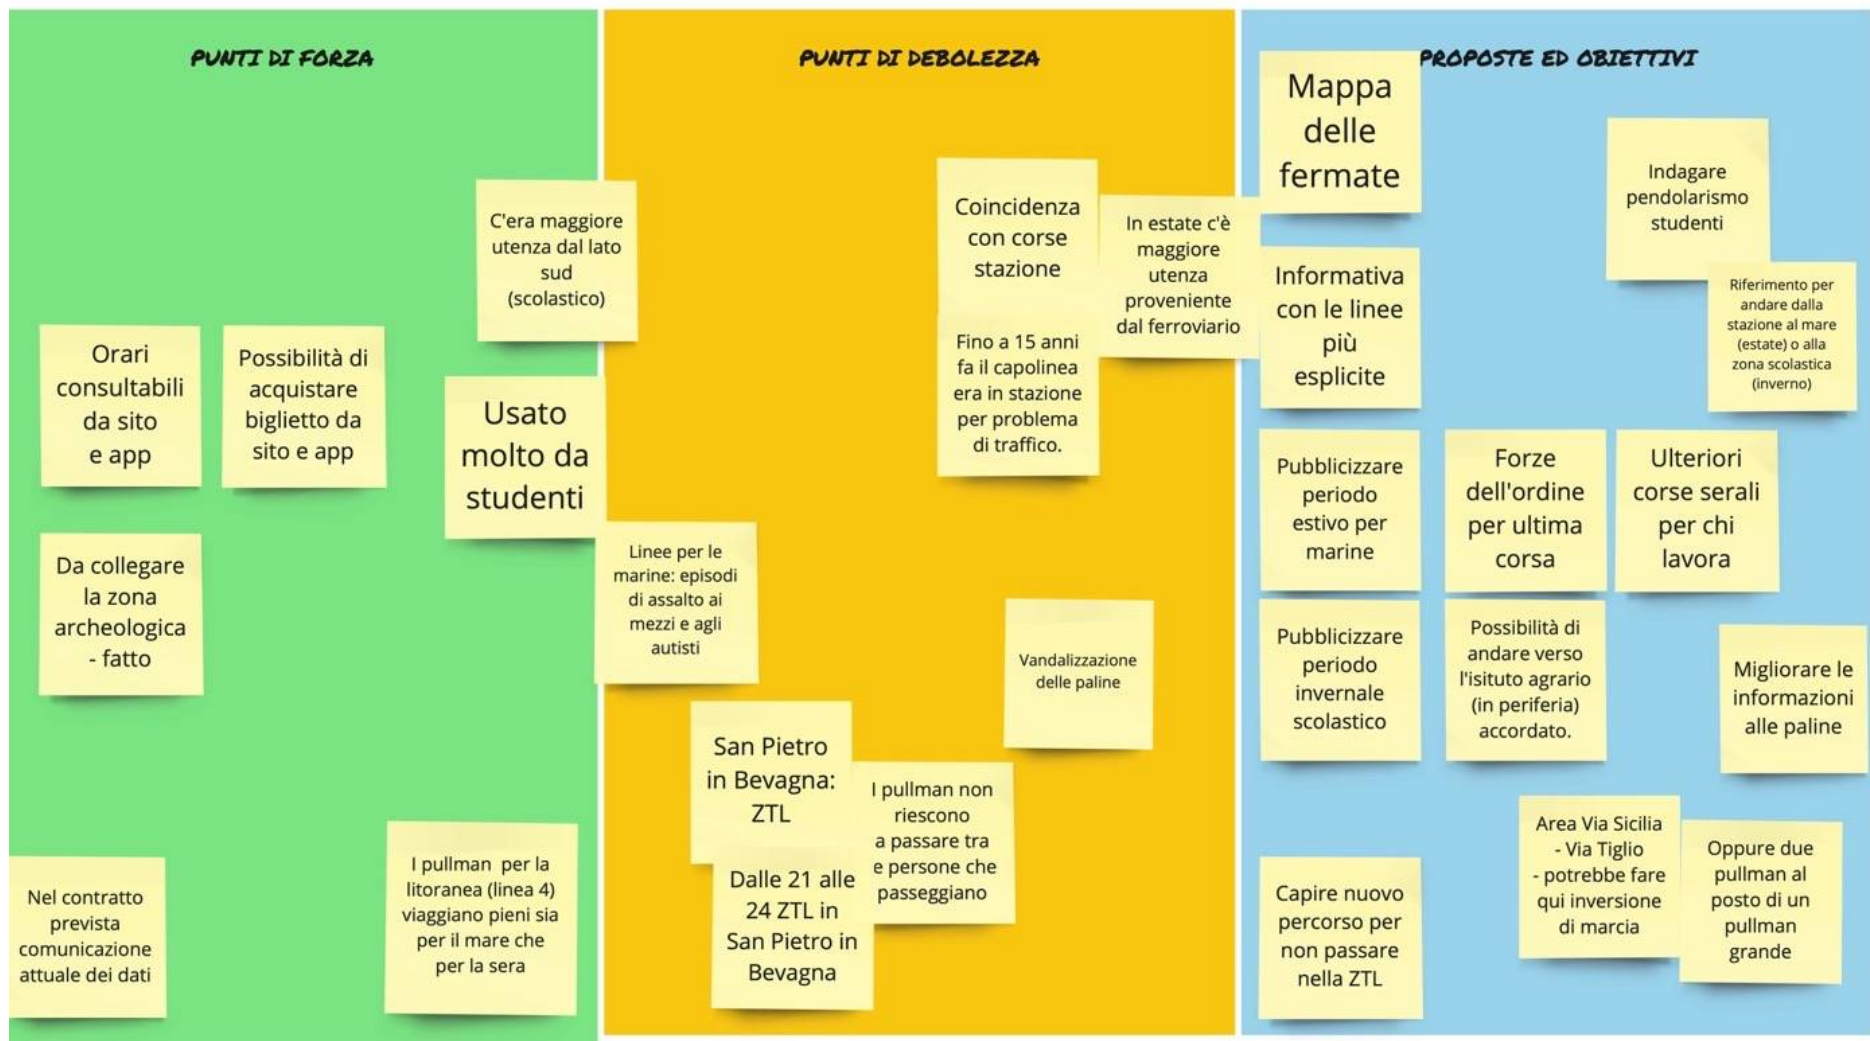 PUNTI DI FORZA
C'era maggiore
utenza dal lato
sud
(scolastico)
Orari
consultabili
da sito
e app
Possibilità di
acquistare
biglietto da
sito e app
Usato
molto da
studenti
Da collegare
la zona
archeologica
- fatto
Nel contratto
prevista
comunicazione
attuale dei dati
I pullman per la
litoranea (linea 4)
viaggiano pieni sia
per il mare che
per la sera
PUNTI DI DEBOLEZZA
Coincidenza
con corse
stazione
In estate c'è
maggiore
utenza
proveniente
dal ferroviario
Fino a 15 anni
fa il capolinea
era in stazione
per problema
di traffico.
Linee per le
marine: episodi
di assalto ai
mezzi e agli
autisti
Vandalizzazione
delle paline
San Pietro
in Bevagna:
ZTL
I pullman non
riescono
a passare tra
e persone che
passeggiano
Dalle 21 alle
24 ZTL in
San Pietro in
Bevagna
PROPOSTE ED OBIETTIVI
Mappa
delle
fermate
Indagare
pendolarismo
studenti
Informativa
con le linee
più
esplicite
Riferimento per
andare dalla
stazione al mare
(estate) o alla
zona scolastica
(inverno)
Pubblicizzare
periodo
estivo per
marine
Forze
dell'ordine
per ultima
corsa
Ulteriori
corse serali
per chi
lavora
Pubblicizzare
periodo
invernale
scolastico
Possibilità di
andare verso
l'isituto agrario
(in periferia)
accordato.
Migliorare le
informazioni
alle paline
Capire nuovo
percorso per
non passare
nella ZTL
Area Via Sicilia
- Via Tiglio
- potrebbe fare
qui inversione
di marcia
Oppure due
pullman al
posto di un
pullman
grande